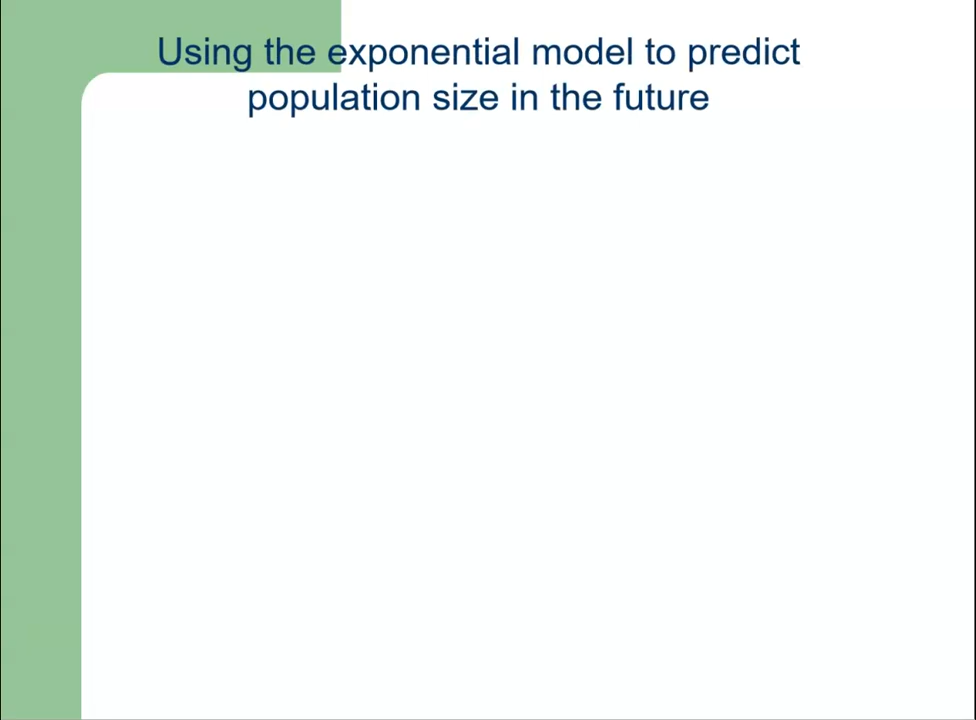 Using the exponential model to predict
population size in the future